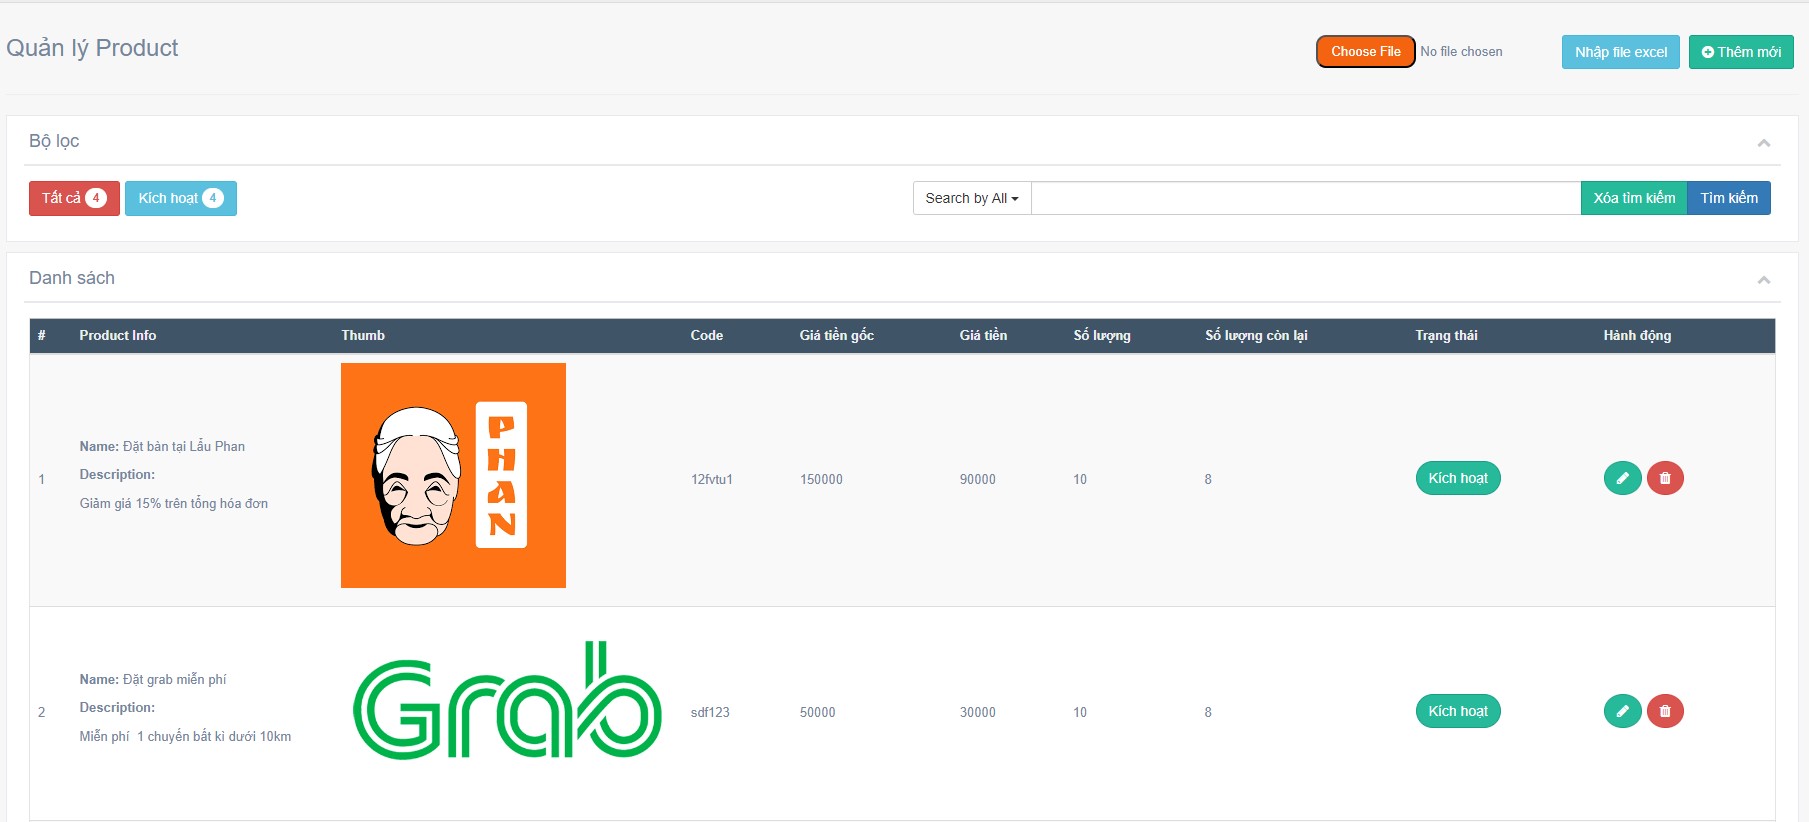 Quản lý Product
Choose File No file chosen
Nhập file excel
Thêm mới
Bộ lọc
Tất cả 4
Kích hoạt 4
Search by All
Xóa tìm kiếm
Tìm kiếm
Danh sách
# Product Info Thumb Code Giá tiền gốc Giá tiền Số lượng Số lượng còn lại Trạng thái Hành động
1
Name: Đặt bàn tại Lẩu Phan
Description:
Giảm giá 15% trên tổng hóa đơn
PHAN
12fvtu1 150000 90000 10 8 Kích hoạt
2
Name: Đặt grab miễn phí
Description:
Miễn phí 1 chuyến bất kì dưới 10km
Grab
sdf123 50000 30000 10 8 Kích hoạt